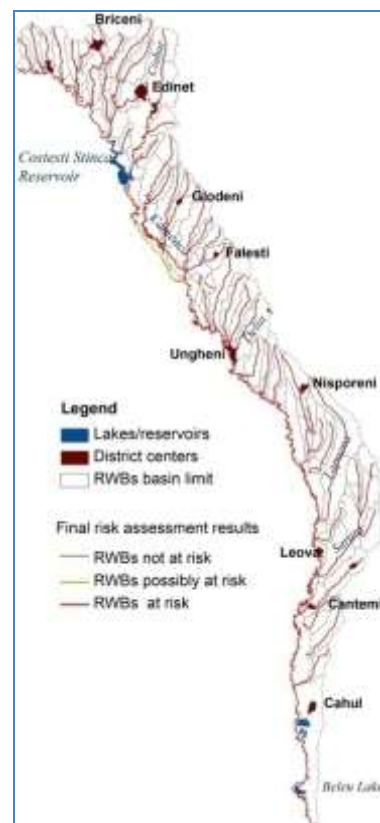 Briceni
Edinet
Costesti Stinca
Reservoir
Glodeni
Falesti
Ungheni
Nisporeni
Legend
Lakes/reservoirs
District centers
RWBs basin limit
Final risk assessment results
RWBs not at risk
RWBs possibly at risk
RWBs at risk
Leova
Cantemi
Cahul
Beleu Lake